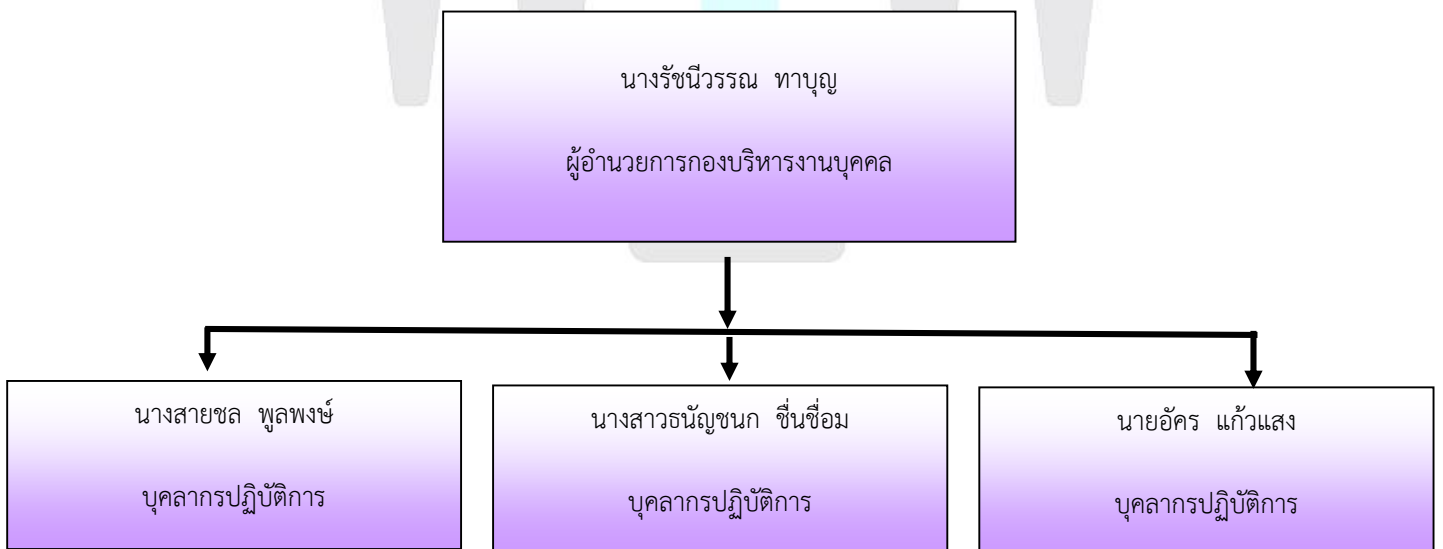 นางรัชนีวรรณ ทาบุญ
ผู้อำนวยการกองบริหารงานบุคคล
นางสายชล พูลพงษ์
บุคลากรปฏิบัติการ
นางสาวธนัญชนก ชื่นชื่อม
บุคลากรปฏิบัติการ
นายอัคร แก้วแสง
บุคลากรปฏิบัติการ